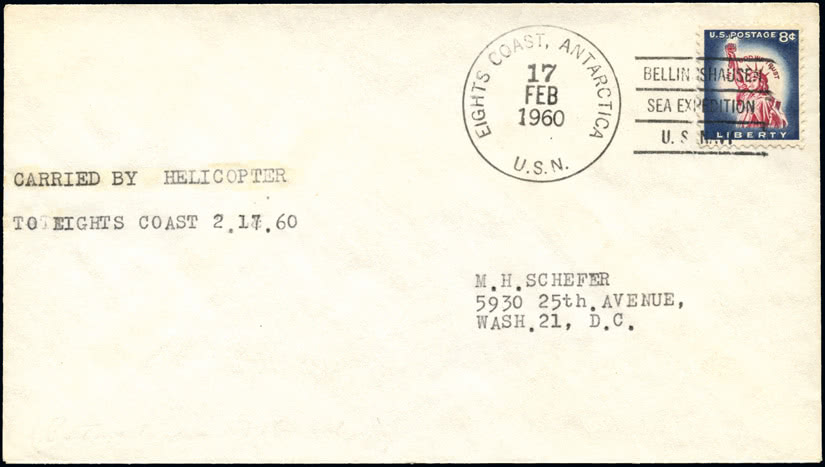 EIGHTS COAST, ANTARCTICA
17
FEB
1960
U.S.N.
U.S. POSTAGE 8¢
LIBERTY
BELLINGSHAUSEN
SEA EXPEDITION
U. S. NAVY
CARRIED BY HELICOPTER
TO EIGHTS COAST 2.17.60
M.H.SCHEFER
5930 25th.AVENUE,
WASH.21, D.C.